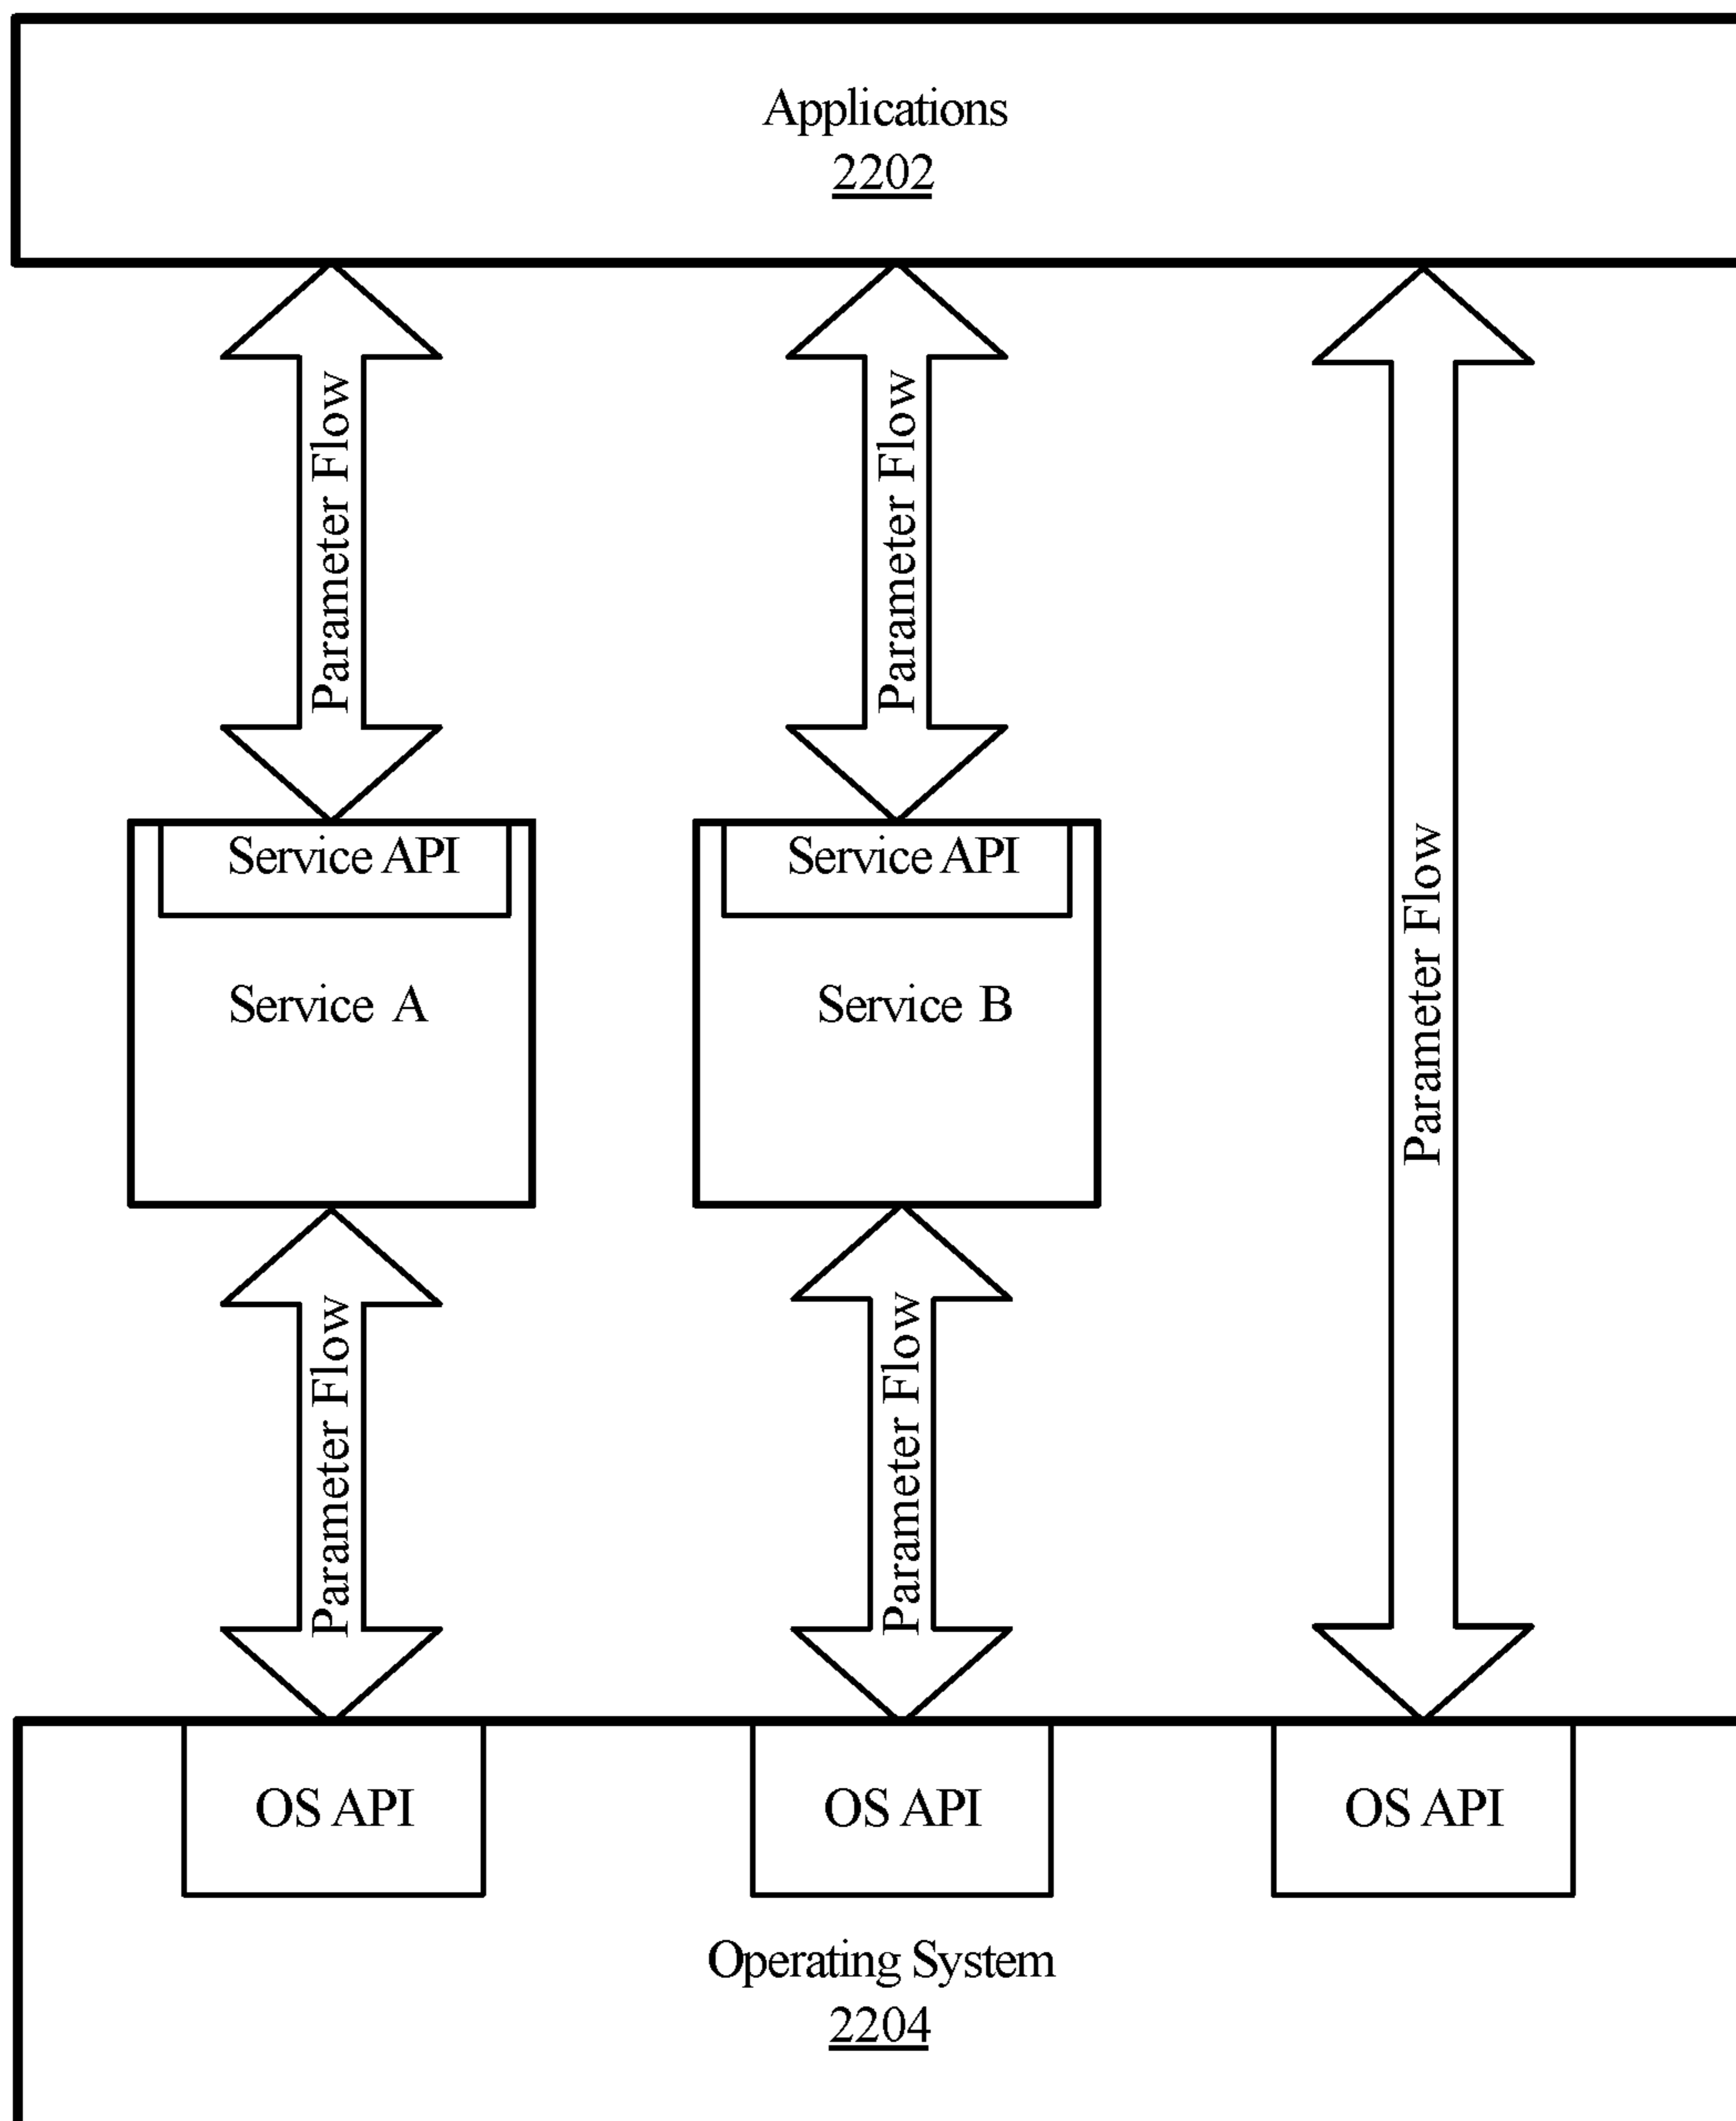 Applications
2202
Parameter Flow
Parameter Flow
Parameter Flow
Service API
Service API
Service A
Service B
Parameter Flow
Parameter Flow
OS API
OS API
OS API
Operating System
2204